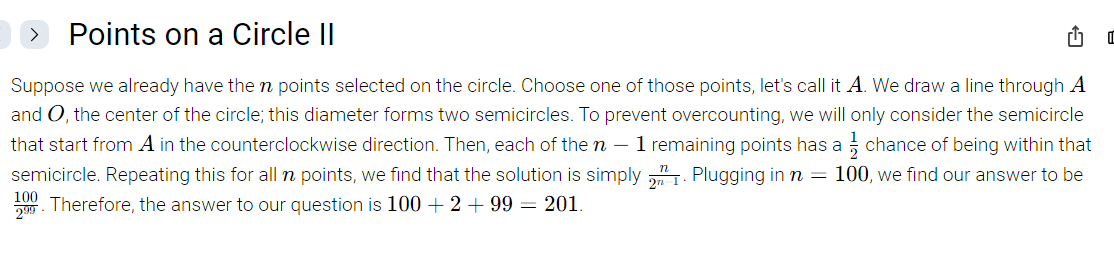 Points on a Circle II
Suppose we already have the n points selected on the circle. Choose one of those points, let's call it A. We draw a line through A
and O, the center of the circle; this diameter forms two semicircles. To prevent overcounting, we will only consider the semicircle
that start from A in the counterclockwise direction. Then, each of the n − 1 remaining points has a 1/2 chance of being within that
semicircle. Repeating this for all n points, we find that the solution is simply n/2^(n−1). Plugging in n = 100, we find our answer to be
100/2^99. Therefore, the answer to our question is 100 + 2 + 99 = 201.